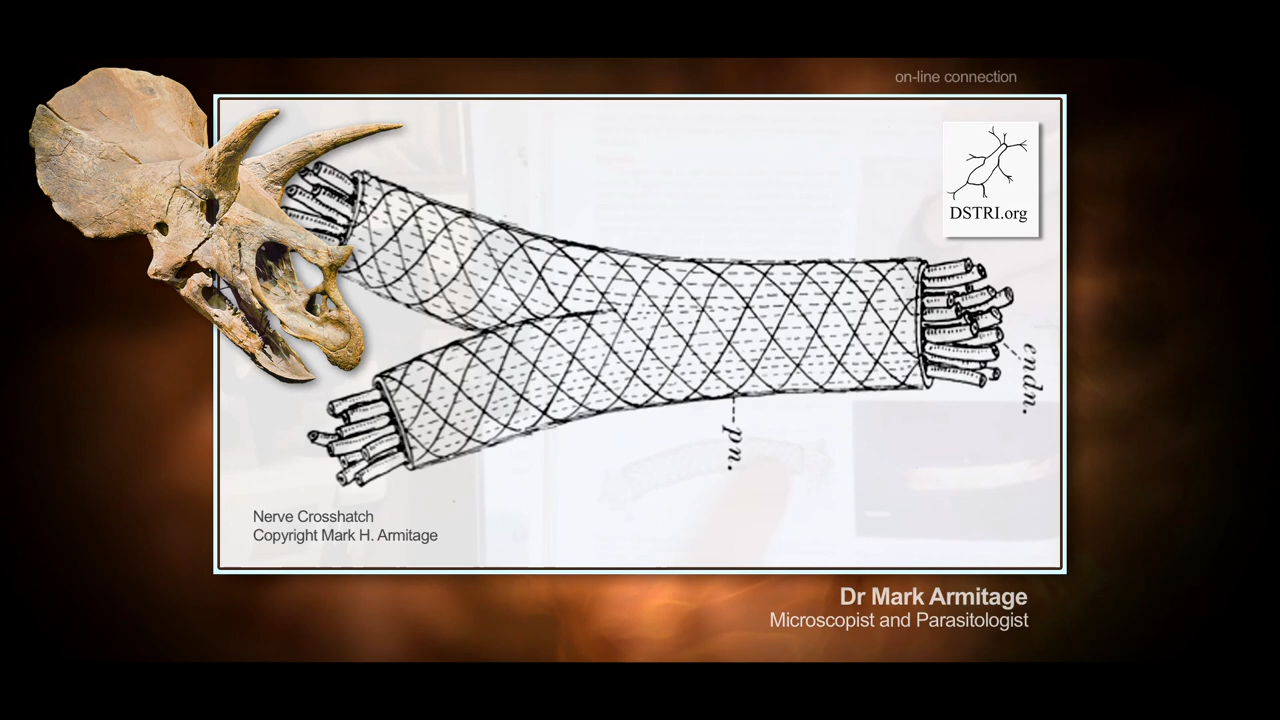 on-line connection
DSTRI.org
endn.
pn.
Nerve Crosshatch
Copyright Mark H. Armitage
Dr Mark Armitage
Microscopist and Parasitologist